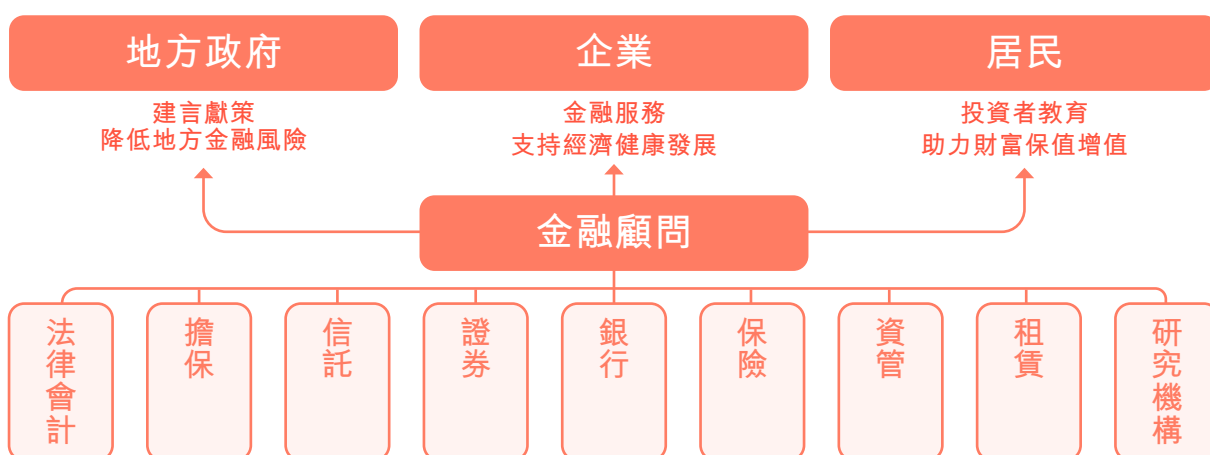 地方政府
企業
居民
建言獻策
降低地方金融風險
金融服務
支持經濟健康發展
投資者教育
助力財富保值增值
金融顧問
法律會計
擔保
信託
證券
銀行
保險
資管
租賃
研究機構